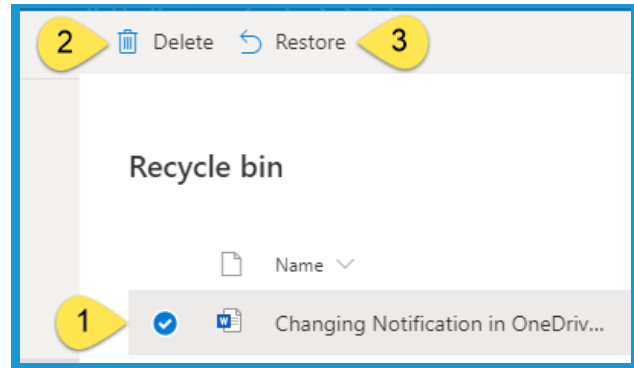 2 Delete Restore 3
Recycle bin
Name
1 Changing Notification in OneDriv...